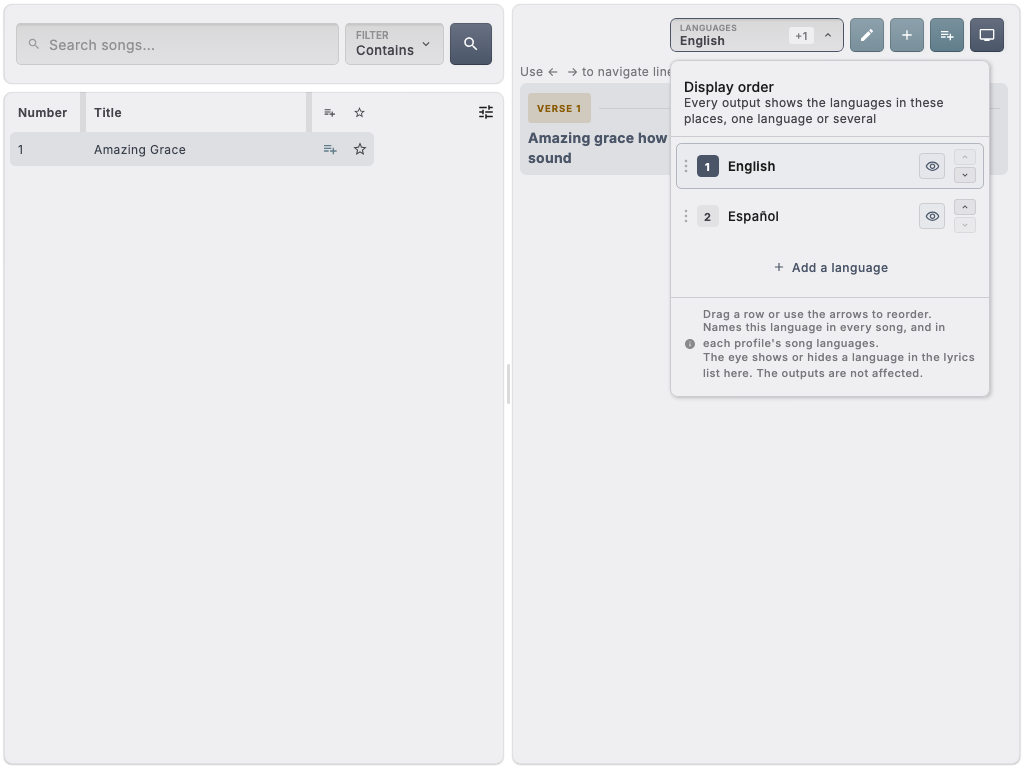 Search songs...
FILTER
Contains
Number
Title
1
Amazing Grace
LANGUAGES
English
+1
Use ← → to navigate line
VERSE 1
Amazing grace how
sound
Display order
Every output shows the languages in these
places, one language or several
1
English
2
Español
+ Add a language
Drag a row or use the arrows to reorder.
Names this language in every song, and in
each profile's song languages.
The eye shows or hides a language in the lyrics
list here. The outputs are not affected.